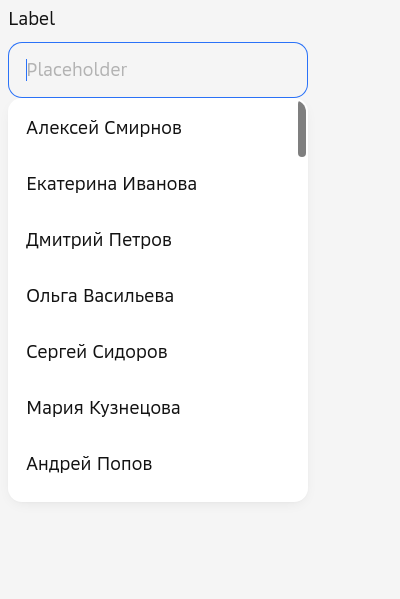 Label
Placeholder
Алексей Смирнов
Екатерина Иванова
Дмитрий Петров
Ольга Васильева
Сергей Сидоров
Мария Кузнецова
Андрей Попов